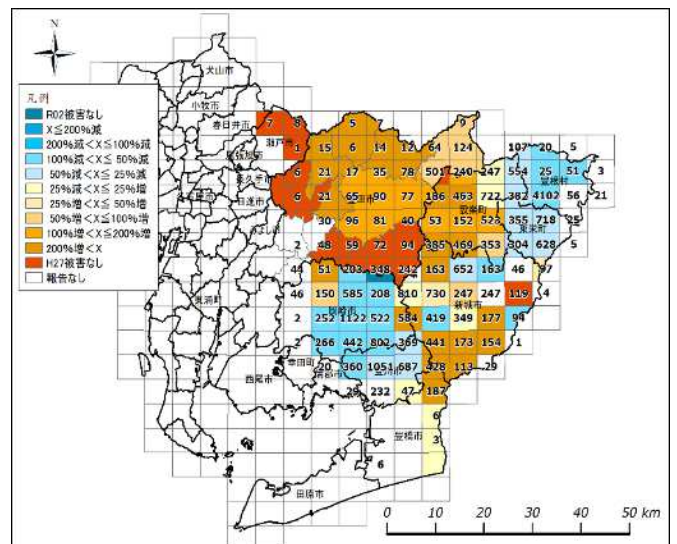 N
犬山市
凡例
小牧市
R02被害なし
X≦200%減
200%減<X≦100%減
100%減<X≦50%減
50%減<X≦25%減
25%減<X≦25%増
25%増<X≦50%増
50%増<X≦100%増
100%増<X≦200%増
200%増<X
H27被害なし
報告なし
春日井市 7 8 5 9
瀬戸市 1 15 6 14 12 64 124 107 20 5
6 21 17 35 78 501 240 247 554 25 51 3
豊根村
6 21 65 90 77 186 463 722 382 4102 56 21
日進市
設楽町
30 96 81 40 53 152 523 355 718 25
東栄町
2 48 59 72 94 385 469 353 304 628 5
44 51 203 348 242 163 652 163 46 97
46 150 585 208 810 730 247 247 119 4
新城市
岡崎市
2 252 1122 522 584 419 349 177 94
266 442 802 369 441 173 154 1
幸田町
西尾市
20 360 1051 687 428 113 29
蒲郡市 豊川市
29 232 47 187
6
豊橋市
3
6
田原市
0 10 20 30 40 50 km